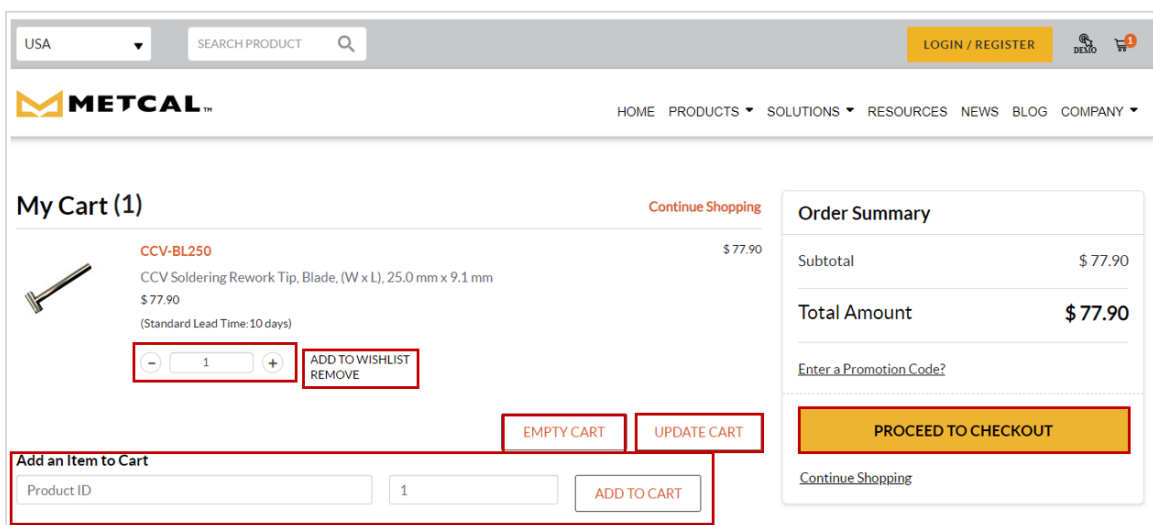 USA
SEARCH PRODUCT
LOGIN / REGISTER
DEMO
1
METCAL TM
HOME PRODUCTS SOLUTIONS RESOURCES NEWS BLOG COMPANY
My Cart (1)
Continue Shopping
CCV-BL250
$ 77.90
CCV Soldering Rework Tip, Blade, (W x L), 25.0 mm x 9.1 mm
$ 77.90
(Standard Lead Time:10 days)
1
ADD TO WISHLIST
REMOVE
EMPTY CART
UPDATE CART
Add an Item to Cart
Product ID
1
ADD TO CART
Order Summary
Subtotal $ 77.90
Total Amount $ 77.90
Enter a Promotion Code?
PROCEED TO CHECKOUT
Continue Shopping